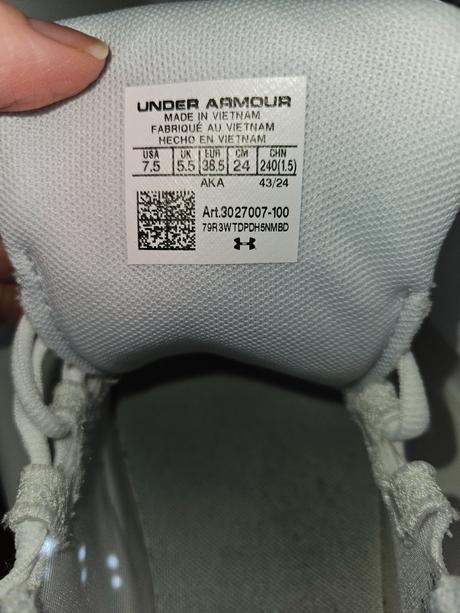 UNDER ARMOUR
MADE IN VIETNAM
FABRIQUÉ AU VIETNAM
HECHO EN VIETNAM
USA UK EUR CM CHN
7.5 5.5 38.5 24 240(1.5)
AKA 43/24
Art.3027007-100
79R3WTDPDH5NMBD